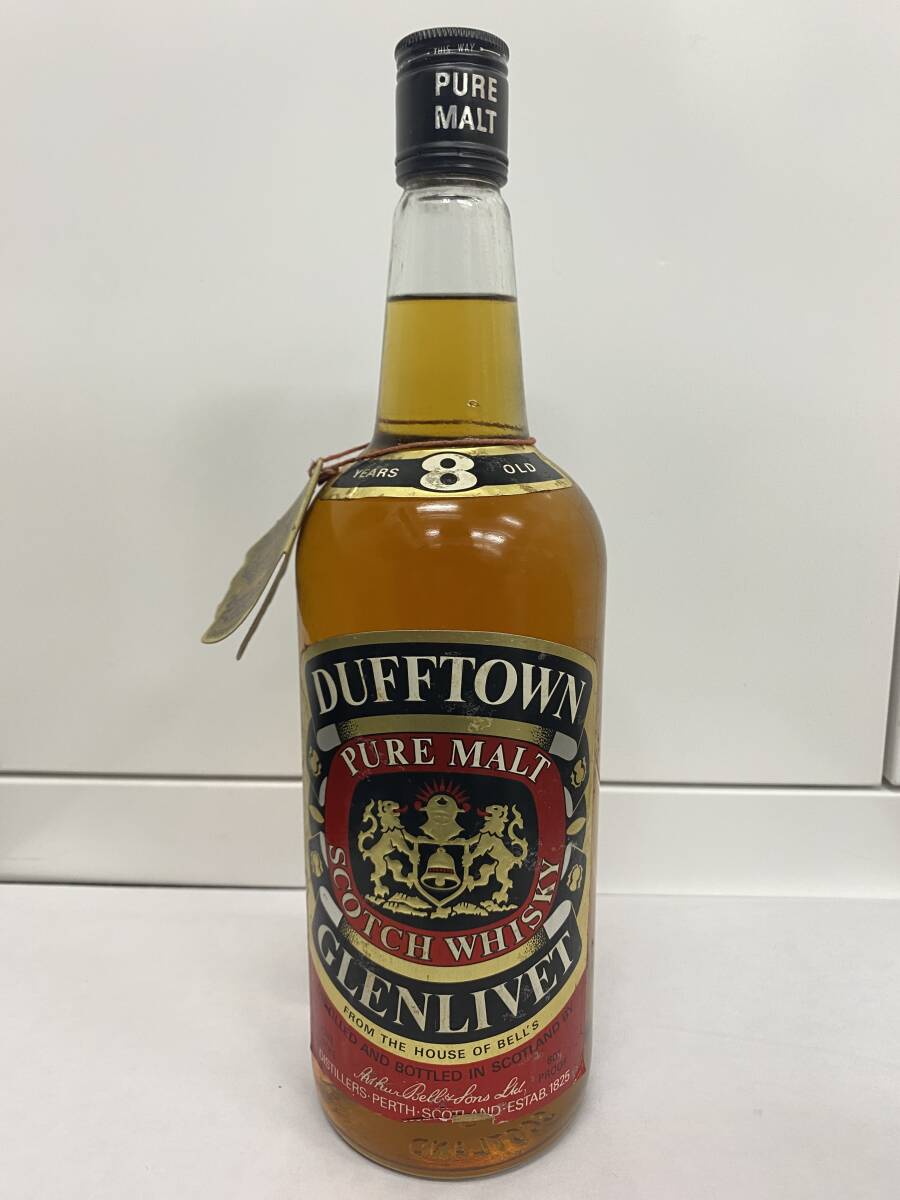 THIS WAY
PURE
MALT
YEARS 8 OLD
DUFFTOWN
PURE MALT
SCOTCH WHISKY
GLENLIVET
FROM THE HOUSE OF BELL'S
AND BOTTLED IN SCOTLAND BY
Arthur Bell & Sons Ltd.
PROOF
DISTILLERS·PERTH·SCOTLAND·ESTAB. 1825